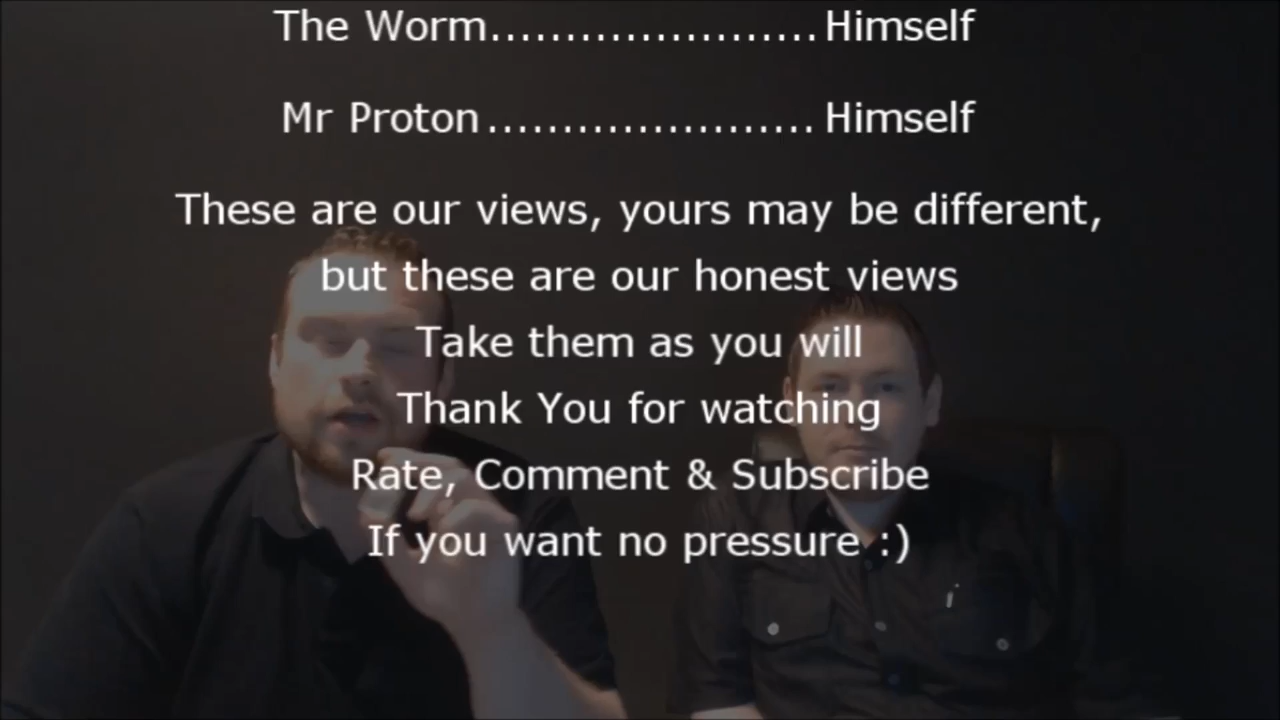 The Worm......................Himself
Mr Proton......................Himself
These are our views, yours may be different,
but these are our honest views
Take them as you will
Thank You for watching
Rate, Comment & Subscribe
If you want no pressure :)